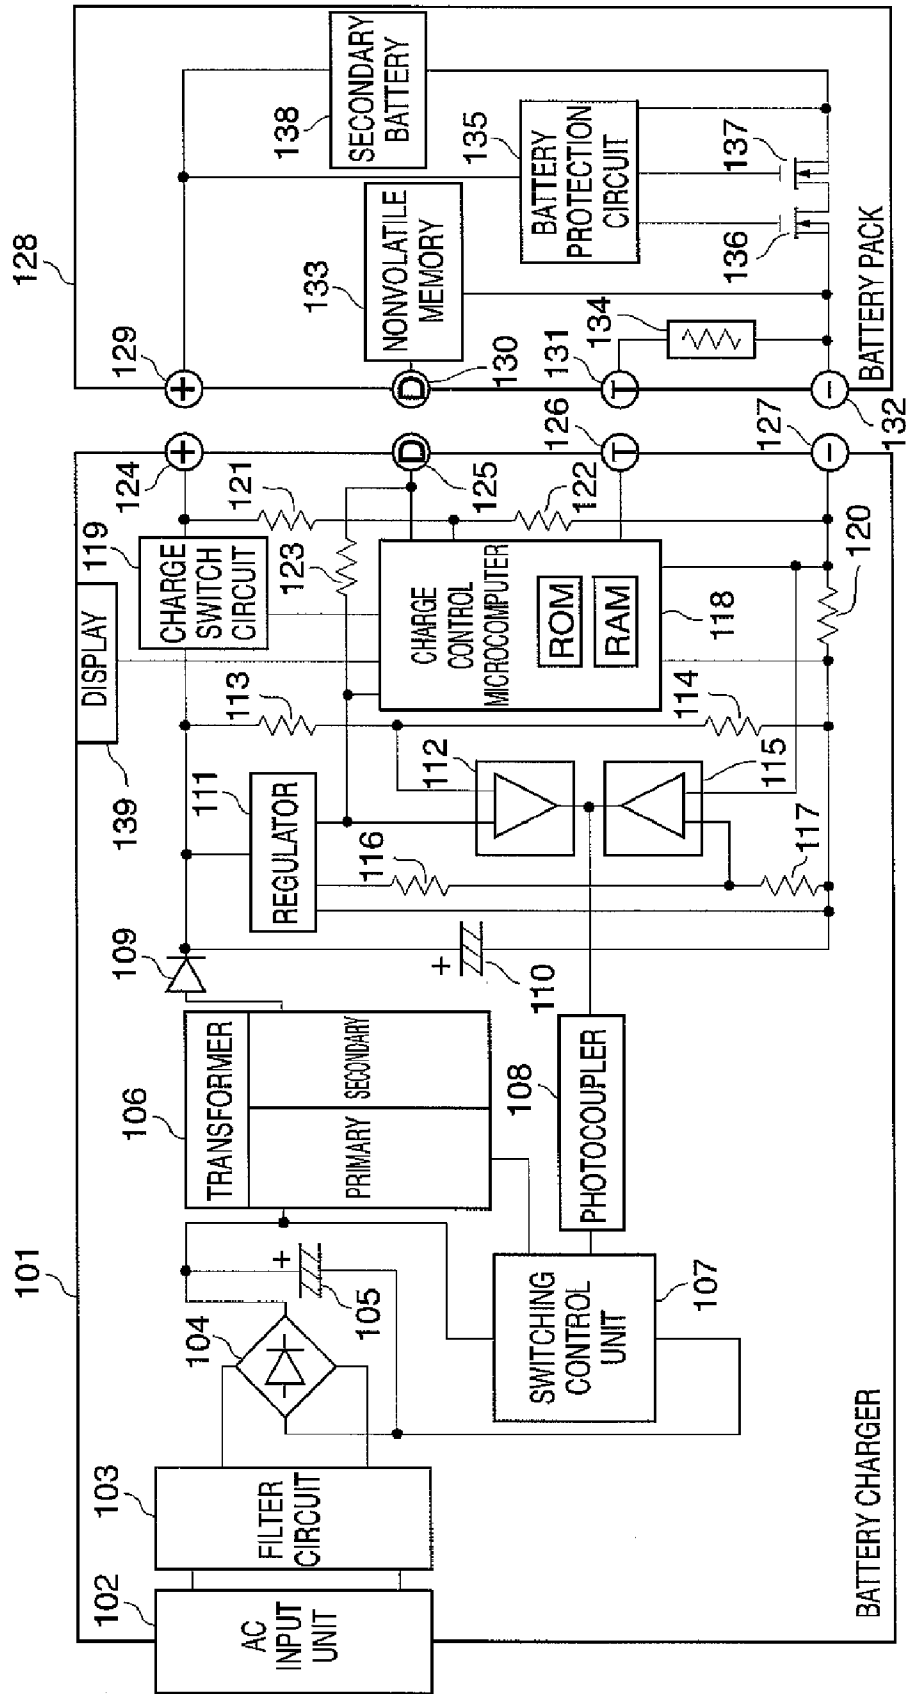 101
BATTERY CHARGER
102
AC
INPUT
UNIT
103
FILTER
CIRCUIT
104
+
105
106
TRANSFORMER
PRIMARY
SECONDARY
SWITCHING
CONTROL
UNIT
107
108
PHOTOCOUPLER
109
+
110
111
REGULATOR
116
117
112
115
113
114
139
DISPLAY
119
CHARGE
SWITCH
CIRCUIT
CHARGE
CONTROL
MICROCOMPUTER
ROM
RAM
118
123
121
122
120
124
+
125
D
126
T
127
−
128
BATTERY PACK
129
+
130
D
131
T
132
−
133
NONVOLATILE
MEMORY
134
135
BATTERY
PROTECTION
CIRCUIT
136
137
138
SECONDARY
BATTERY